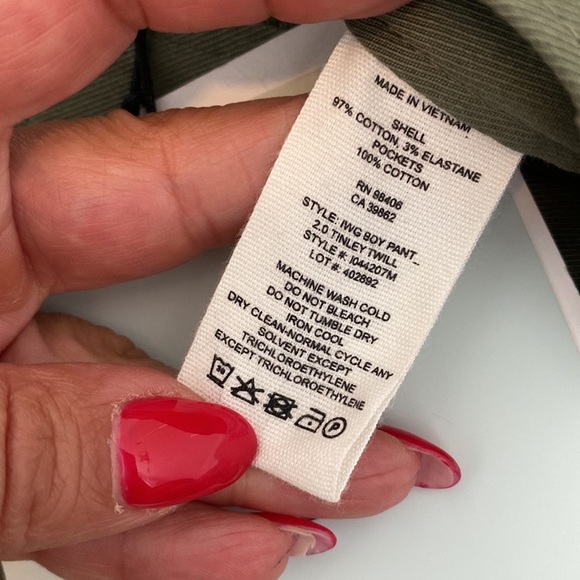 MADE IN VIETNAM
SHELL
97% COTTON, 3% ELASTANE
POCKETS
100% COTTON
RN 98406
CA 39862
STYLE: IWG BOY PANT_
2.0 TINLEY TWILL
STYLE #: I044207M
LOT #: 402892
MACHINE WASH COLD
DO NOT BLEACH
DO NOT TUMBLE DRY
IRON COOL
DRY CLEAN-NORMAL CYCLE ANY
SOLVENT EXCEPT
TRICHLOROETHYLENE
EXCEPT TRICHLOROETHYLENE
P